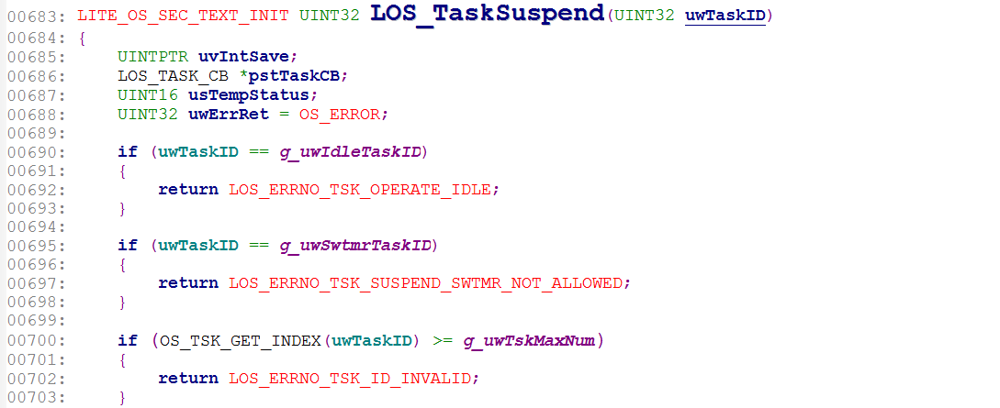 00683: LITE_OS_SEC_TEXT_INIT UINT32 LOS_TaskSuspend(UINT32 uwTaskID)
00684: {
00685:     UINTPTR uvIntSave;
00686:     LOS_TASK_CB *pstTaskCB;
00687:     UINT16 usTempStatus;
00688:     UINT32 uwErrRet = OS_ERROR;
00689:
00690:     if (uwTaskID == g_uwIdleTaskID)
00691:     {
00692:         return LOS_ERRNO_TSK_OPERATE_IDLE;
00693:     }
00694:
00695:     if (uwTaskID == g_uwSwtmrTaskID)
00696:     {
00697:         return LOS_ERRNO_TSK_SUSPEND_SWTMR_NOT_ALLOWED;
00698:     }
00699:
00700:     if (OS_TSK_GET_INDEX(uwTaskID) >= g_uwTskMaxNum)
00701:     {
00702:         return LOS_ERRNO_TSK_ID_INVALID;
00703:     }